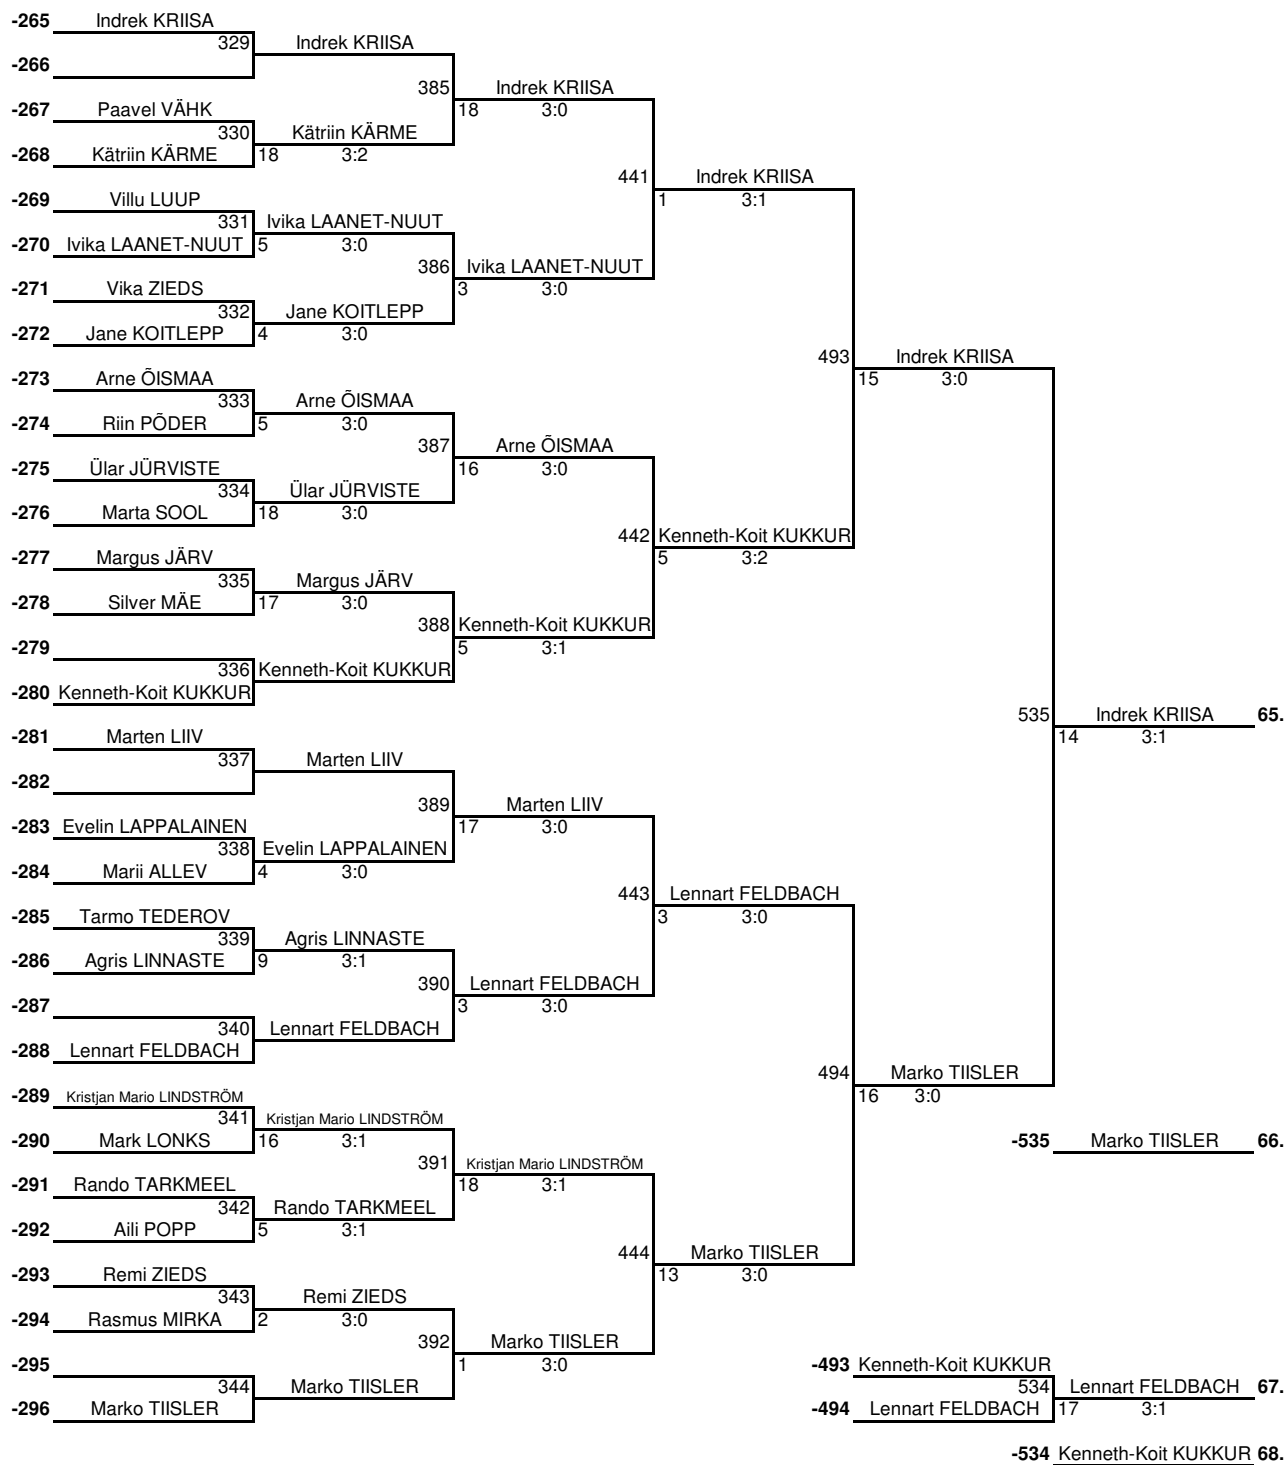 -265 Indrek KRIISA
329 Indrek KRIISA
-266
385 Indrek KRIISA
-267 Paavel VÄHK 18 3:0
330 Kätriin KÄRME
-268 Kätriin KÄRME 18 3:2
441 Indrek KRIISA
-269 Villu LUUP 1 3:1
331 Ivika LAANET-NUUT
-270 Ivika LAANET-NUUT 5 3:0
386 Ivika LAANET-NUUT
-271 Vika ZIEDS 3 3:0
332 Jane KOITLEPP
-272 Jane KOITLEPP 4 3:0
493 Indrek KRIISA
-273 Arne ÕISMAA 15 3:0
333 Arne ÕISMAA
-274 Riin PÕDER 5 3:0
387 Arne ÕISMAA
-275 Ülar JÜRVISTE 16 3:0
334 Ülar JÜRVISTE
-276 Marta SOOL 18 3:0
442 Kenneth-Koit KUKKUR
-277 Margus JÄRV 5 3:2
335 Margus JÄRV
-278 Silver MÄE 17 3:0
388 Kenneth-Koit KUKKUR
-279 5 3:1
336 Kenneth-Koit KUKKUR
-280 Kenneth-Koit KUKKUR
535 Indrek KRIISA 65.
-281 Marten LIIV 14 3:1
337 Marten LIIV
-282
389 Marten LIIV
-283 Evelin LAPPALAINEN 17 3:0
338 Evelin LAPPALAINEN
-284 Marii ALLEV 4 3:0
443 Lennart FELDBACH
-285 Tarmo TEDEROV 3 3:0
339 Agris LINNASTE
-286 Agris LINNASTE 9 3:1
390 Lennart FELDBACH
-287 3 3:0
340 Lennart FELDBACH
-288 Lennart FELDBACH
494 Marko TIISLER
-289 Kristjan Mario LINDSTRÖM 16 3:0
341 Kristjan Mario LINDSTRÖM
-290 Mark LONKS 16 3:1 -535 Marko TIISLER 66.
391 Kristjan Mario LINDSTRÖM
-291 Rando TARKMEEL 18 3:1
342 Rando TARKMEEL
-292 Aili POPP 5 3:1
444 Marko TIISLER
-293 Remi ZIEDS 13 3:0
343 Remi ZIEDS
-294 Rasmus MIRKA 2 3:0
392 Marko TIISLER
-295 1 3:0 -493 Kenneth-Koit KUKKUR
344 Marko TIISLER 534 Lennart FELDBACH 67.
-296 Marko TIISLER -494 Lennart FELDBACH 17 3:1
-534 Kenneth-Koit KUKKUR 68.